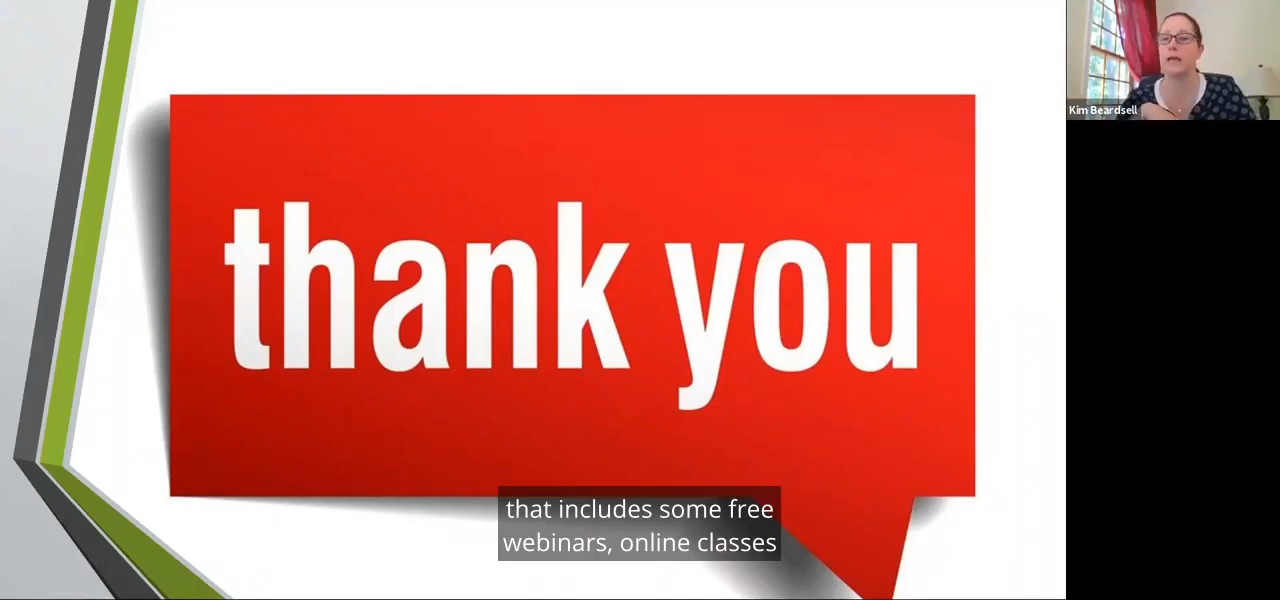 Kim Beardsell
thank you
that includes some free
webinars, online classes